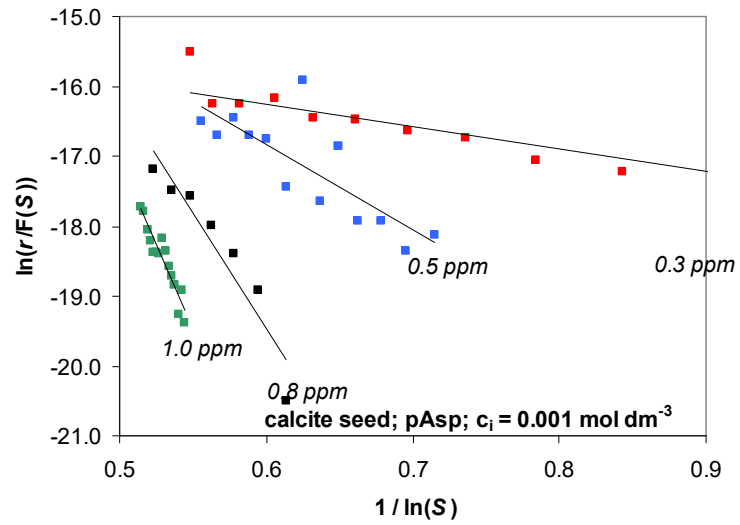 -15.0
-16.0
-17.0
-18.0
-19.0
-20.0
-21.0
ln(r/F(S))
0.5 ppm
0.3 ppm
1.0 ppm
0.8 ppm
calcite seed; pAsp; cᵢ = 0.001 mol dm⁻³
0.5 0.6 0.7 0.8 0.9
1 / ln(S)